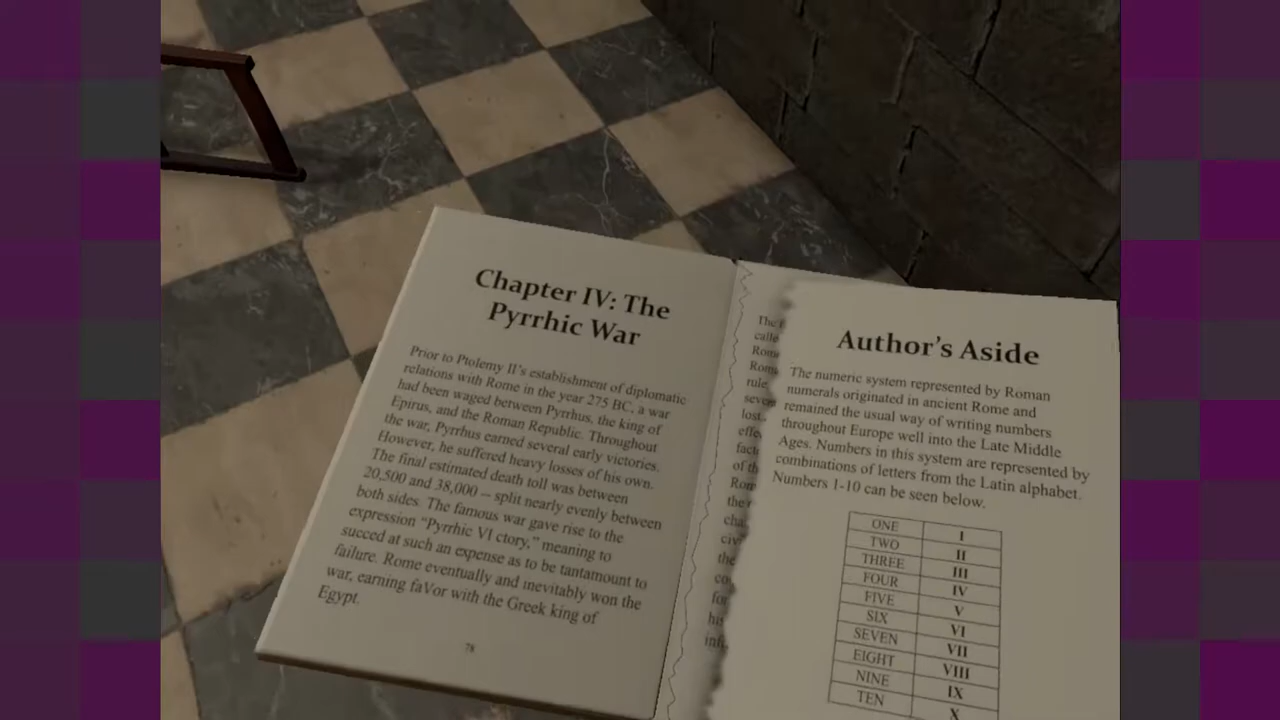 Chapter IV: The
Pyrrhic War
Prior to Ptolemy II's establishment of diplomatic
relations with Rome in the year 275 BC, a war
had been waged between Pyrrhus, the king of
Epirus, and the Roman Republic. Throughout
the war, Pyrrhus earned several early victories.
However, he suffered heavy losses of his own.
The final estimated death toll was between
20,500 and 38,000 – split nearly evenly between
both sides. The famous war gave rise to the
expression “Pyrrhic VI ctory,” meaning to
succed at such an expense as to be tantamount to
failure. Rome eventually and inevitably won the
war, earning faVor with the Greek king of
Egypt.
78
Author's Aside
The numeric system represented by Roman
numerals originated in ancient Rome and
remained the usual way of writing numbers
throughout Europe well into the Late Middle
Ages. Numbers in this system are represented by
combinations of letters from the Latin alphabet.
Numbers 1-10 can be seen below.
ONE I
TWO II
THREE III
FOUR IV
FIVE V
SIX VI
SEVEN VII
EIGHT VIII
NINE IX
TEN X